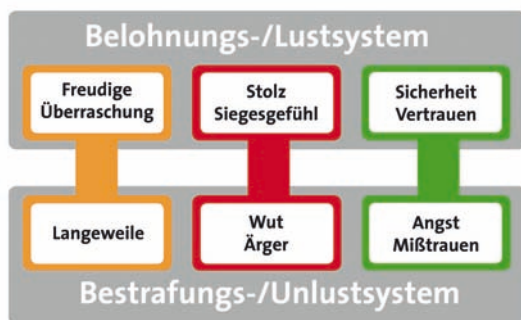 Belohnungs-/Lustsystem
Freudige
Überraschung
Stolz
Siegesgefühl
Sicherheit
Vertrauen
Langeweile
Wut
Ärger
Angst
Mißtrauen
Bestrafungs-/Unlustsystem